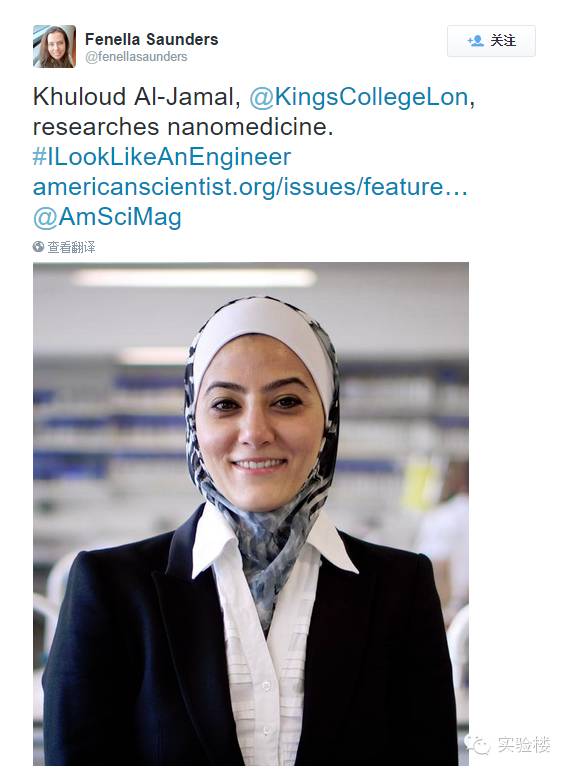 Fenella Saunders
@fenellasaunders
关注
Khuloud Al-Jamal, @KingsCollegeLon,
researches nanomedicine.
#ILookLikeAnEngineer
americanscientist.org/issues/feature…
@AmSciMag
查看翻译
实验楼